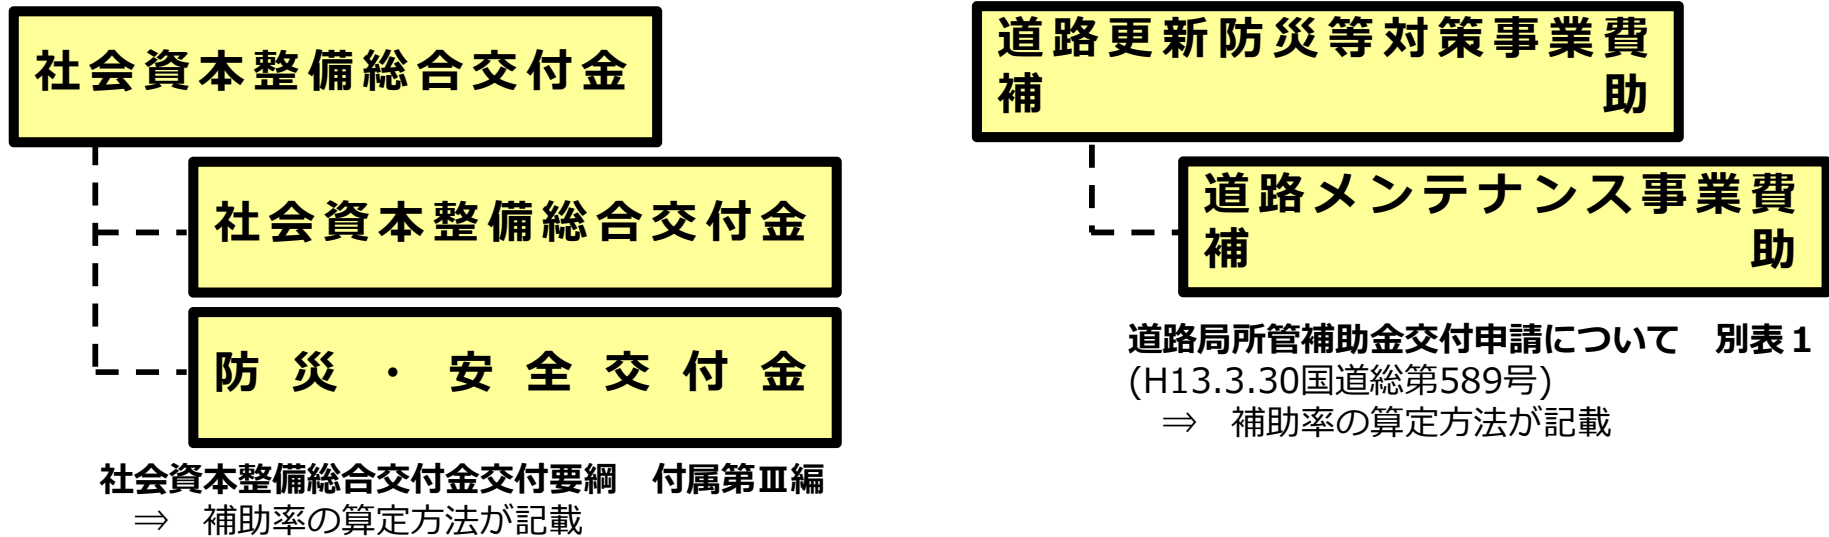 社会資本整備総合交付金
社会資本整備総合交付金
防災・安全交付金
社会資本整備総合交付金交付要綱　付属第Ⅲ編
⇒　補助率の算定方法が記載
道路更新防災等対策事業費
補助
道路メンテナンス事業費
補助
道路局所管補助金交付申請について　別表１
(H13.3.30国道総第589号)
⇒　補助率の算定方法が記載